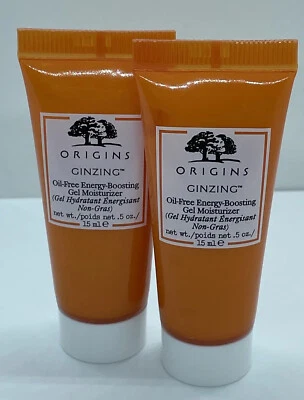 ORIGINS
GINZING™
Oil-Free Energy-Boosting
Gel Moisturizer
(Gel Hydratant Énergisant
Non-Gras)
net wt./poids net .5 oz./
15 ml e
ORIGINS
GINZING™
Oil-Free Energy-Boosting
Gel Moisturizer
(Gel Hydratant Énergisant
Non-Gras)
net wt./poids net .5 oz./
15 ml e